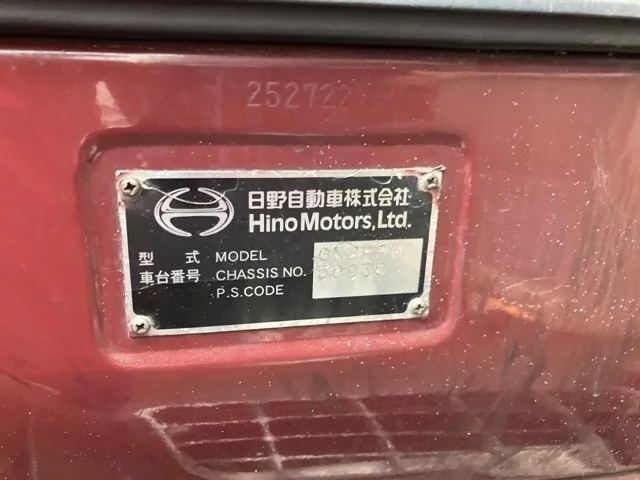 252722
日野自動車株式会社
Hino Motors, Ltd.
型 式 MODEL
車台番号 CHASSIS NO.
P.S.CODE